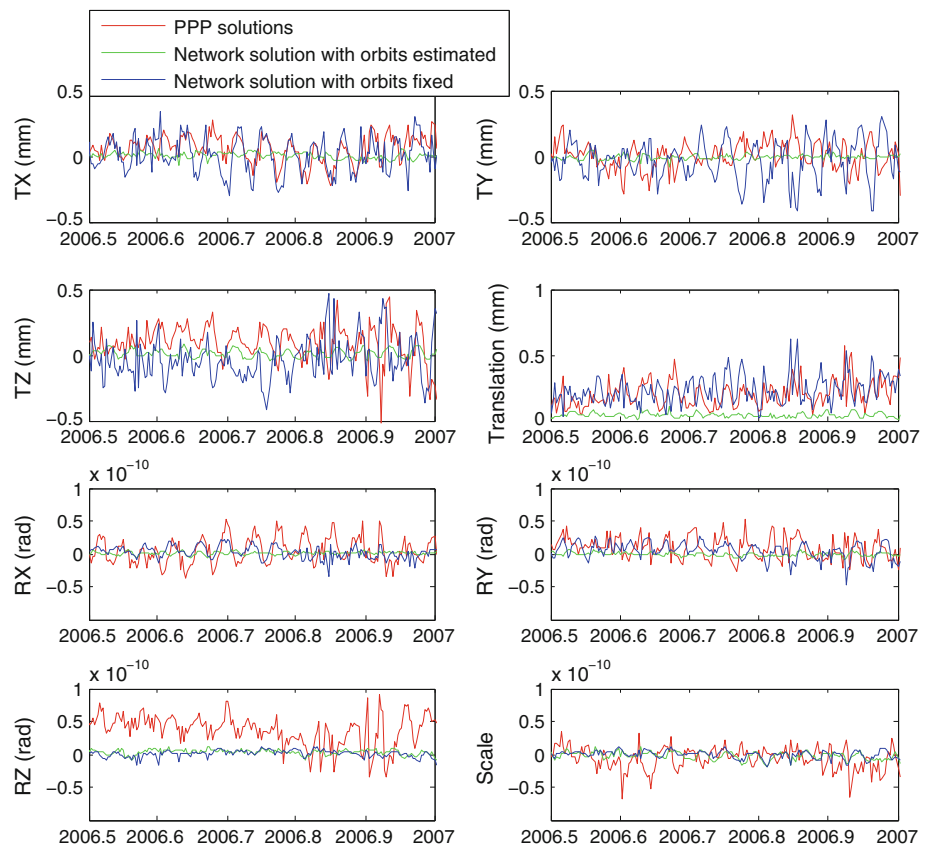 PPP solutions
Network solution with orbits estimated
Network solution with orbits fixed
0.5
0
−0.5
TX (mm)
2006.5 2006.6 2006.7 2006.8 2006.9 2007
0.5
0
−0.5
TY (mm)
2006.5 2006.6 2006.7 2006.8 2006.9 2007
0.5
0
−0.5
TZ (mm)
2006.5 2006.6 2006.7 2006.8 2006.9 2007
1
0.5
0
Translation (mm)
2006.5 2006.6 2006.7 2006.8 2006.9 2007
x 10−10
1
0.5
0
−0.5
RX (rad)
2006.5 2006.6 2006.7 2006.8 2006.9 2007
x 10−10
1
0.5
0
−0.5
RY (rad)
2006.5 2006.6 2006.7 2006.8 2006.9 2007
x 10−10
1
0.5
0
−0.5
RZ (rad)
2006.5 2006.6 2006.7 2006.8 2006.9 2007
x 10−10
1
0.5
0
−0.5
Scale
2006.5 2006.6 2006.7 2006.8 2006.9 2007